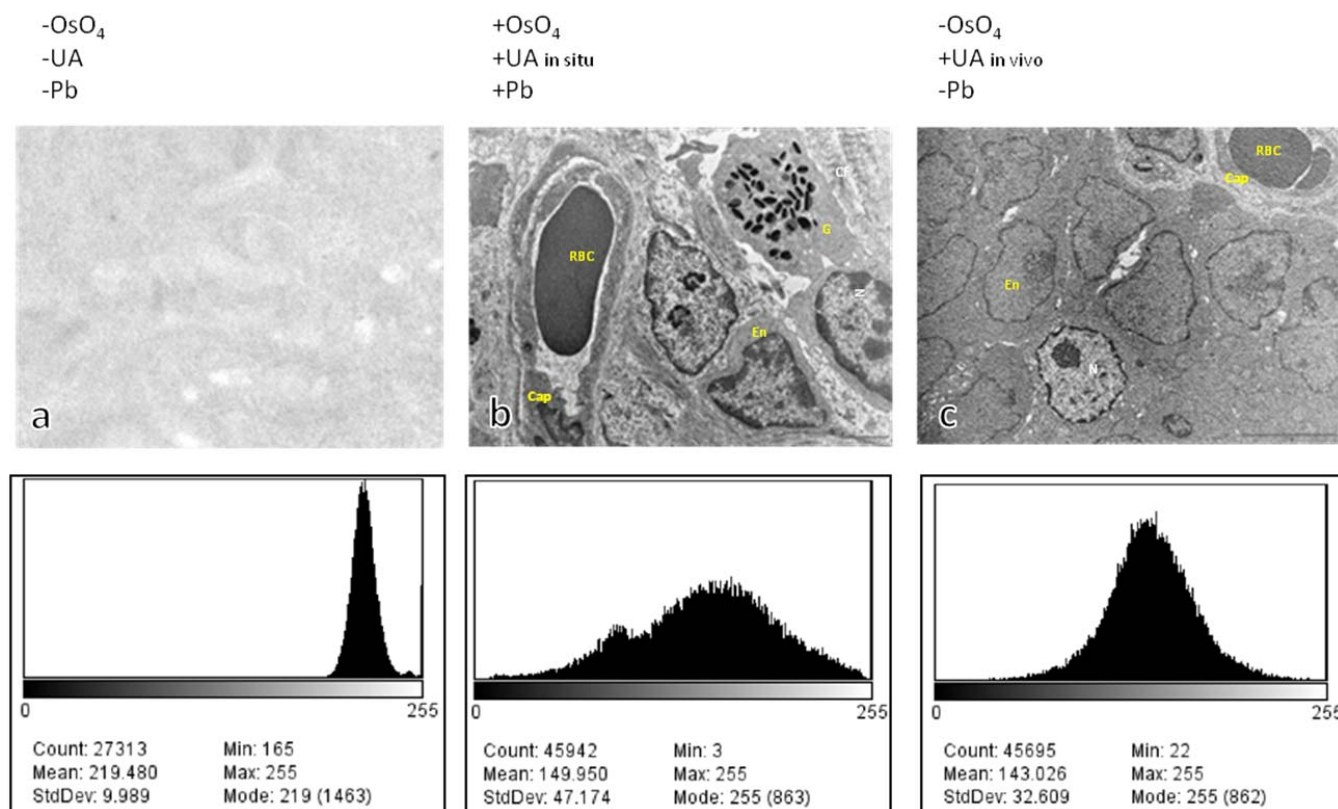 -OsO₄
-UA
-Pb
+OsO₄
+UA in situ
+Pb
-OsO₄
+UA in vivo
-Pb
a
RBC
CF
G
N
En
Cap
b
RBC
Cap
En
N
c
0 255
Count: 27313 Min: 165
Mean: 219.480 Max: 255
StdDev: 9.989 Mode: 219 (1463)
0 255
Count: 45942 Min: 3
Mean: 149.950 Max: 255
StdDev: 47.174 Mode: 255 (863)
0 255
Count: 45695 Min: 22
Mean: 143.026 Max: 255
StdDev: 32.609 Mode: 255 (862)